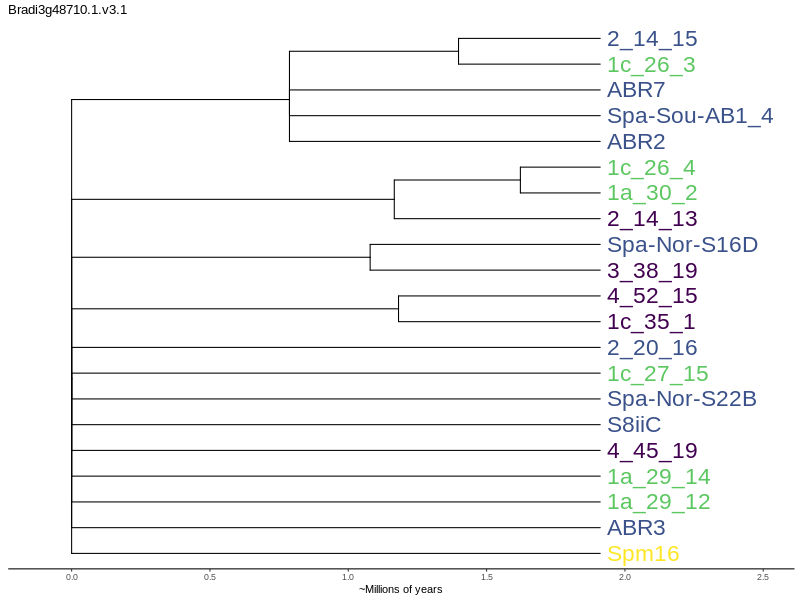 Bradi3g48710.1.v3.1
2_14_15
1c_26_3
ABR7
Spa-Sou-AB1_4
ABR2
1c_26_4
1a_30_2
2_14_13
Spa-Nor-S16D
3_38_19
4_52_15
1c_35_1
2_20_16
1c_27_15
Spa-Nor-S22B
S8iiC
4_45_19
1a_29_14
1a_29_12
ABR3
Spm16
0.0 0.5 1.0 1.5 2.0 2.5
~Millions of years